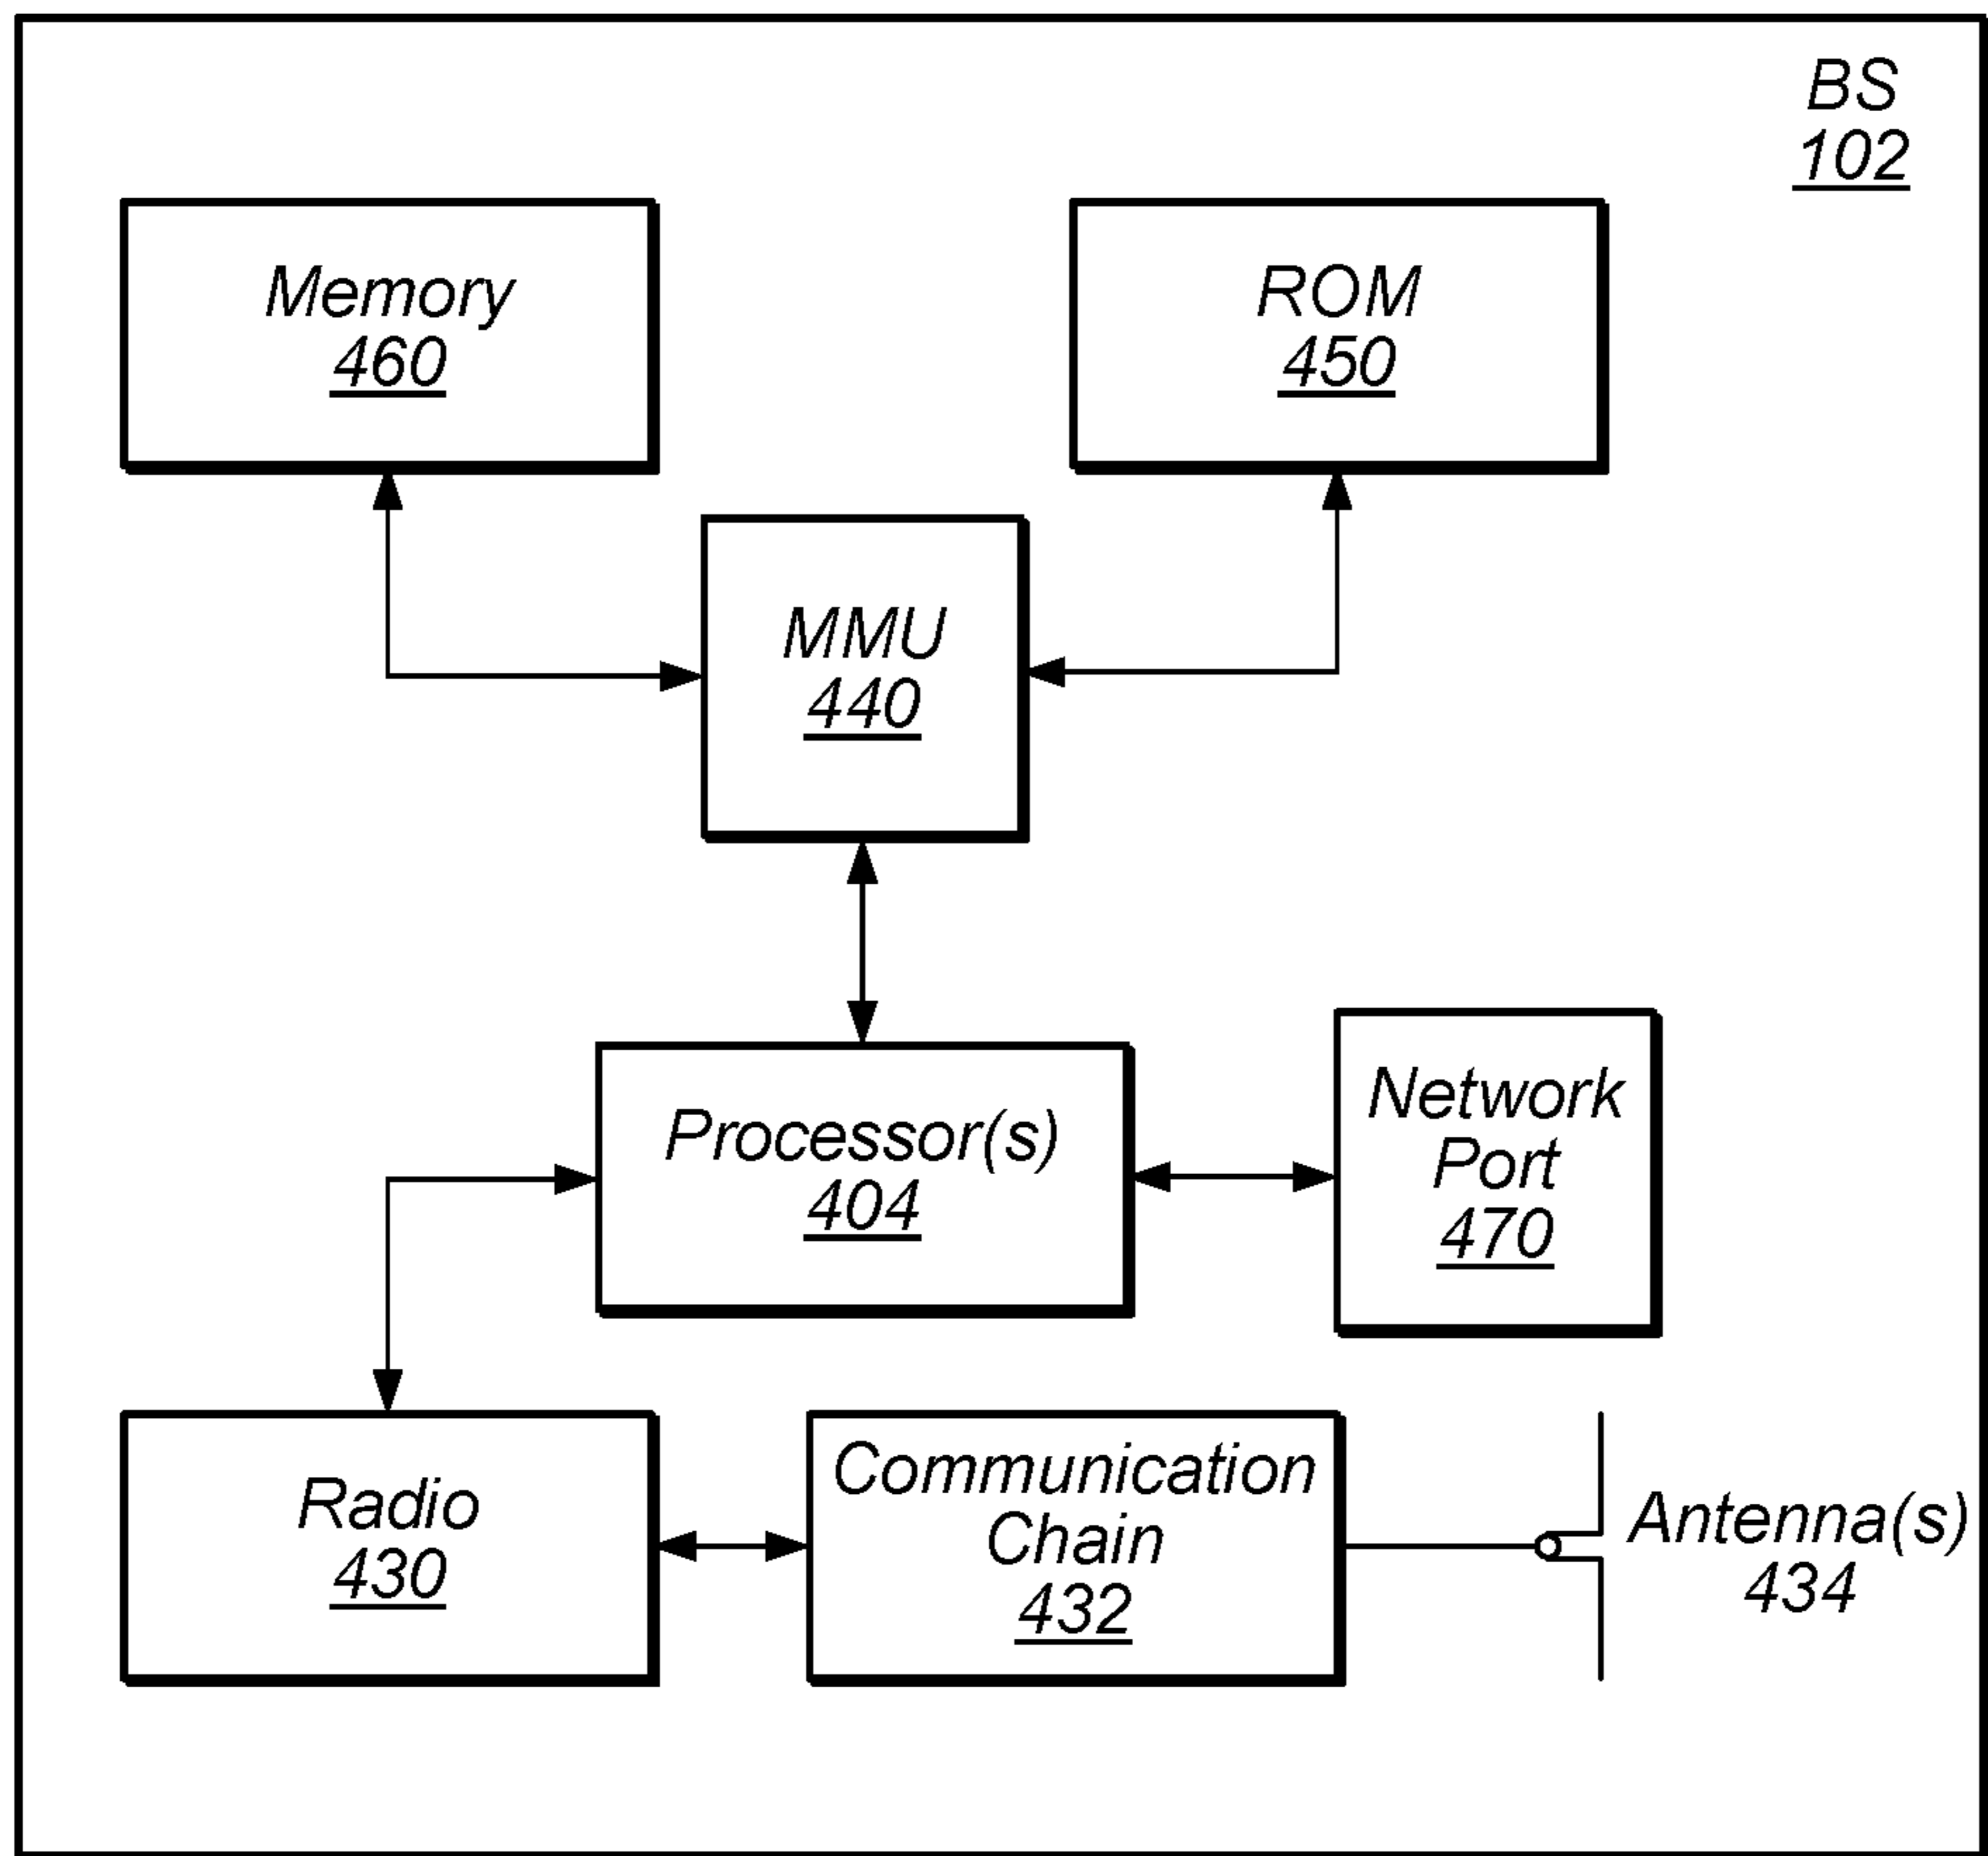 BS
102
Memory
460
ROM
450
MMU
440
Processor(s)
404
Network
Port
470
Radio
430
Communication
Chain
432
Antenna(s)
434